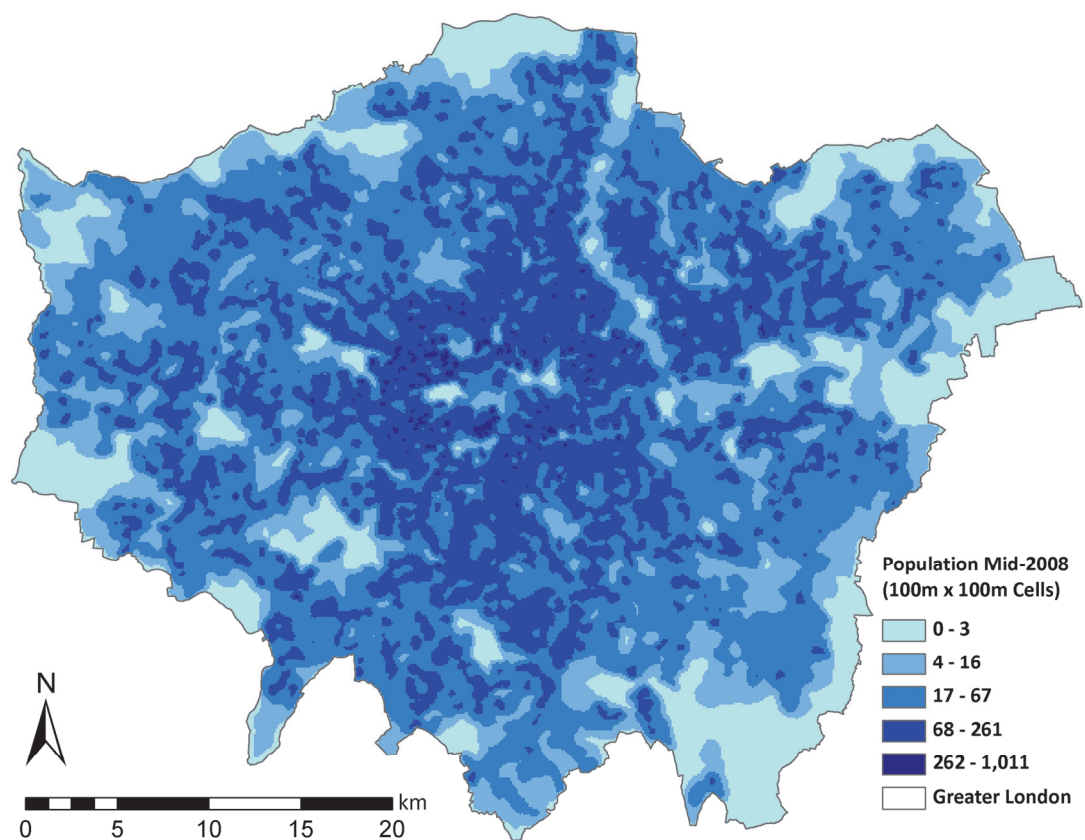 Population Mid-2008
(100m x 100m Cells)
0 - 3
4 - 16
17 - 67
68 - 261
262 - 1,011
Greater London
N
km
0 5 10 15 20